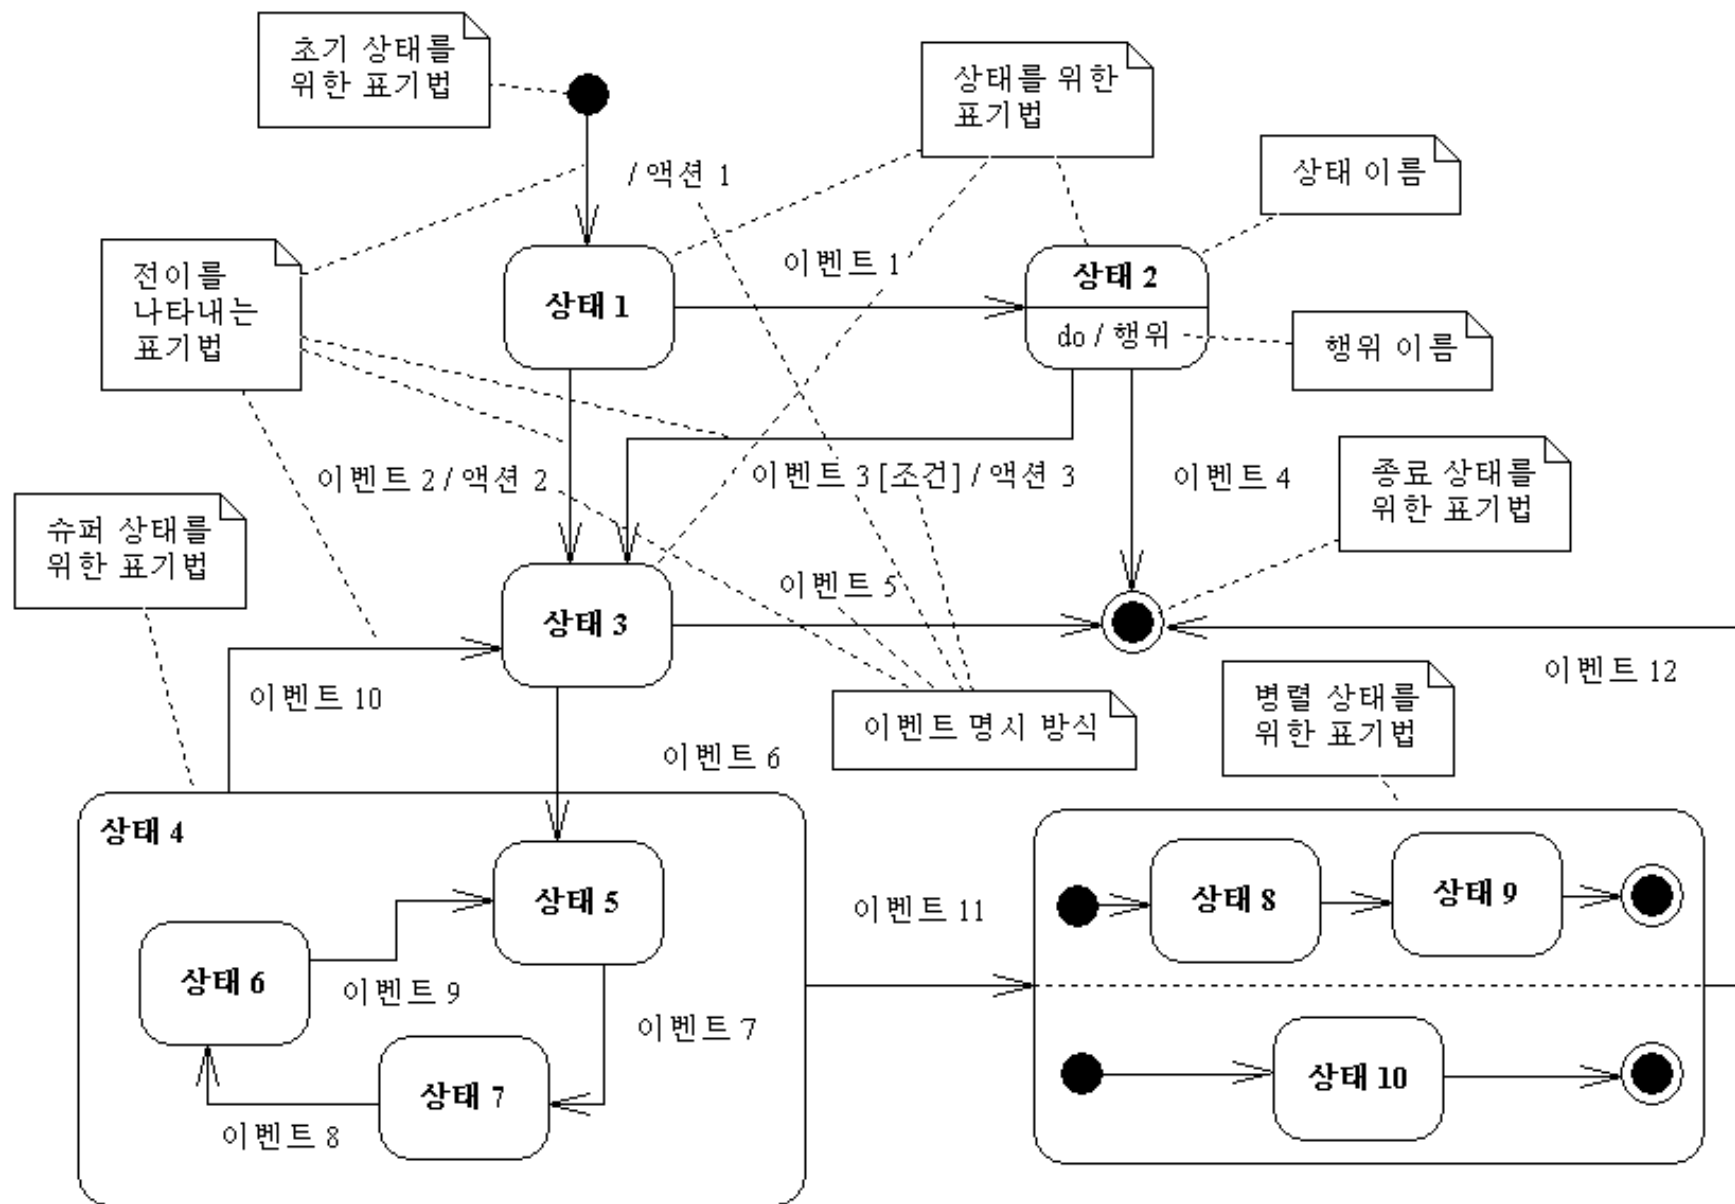 초기 상태를
위한 표기법
상태를 위한
표기법
/ 액션 1
상태 이름
전이를
나타내는
표기법
상태 1
이벤트 1
상태 2
do / 행위
행위 이름
이벤트 2 / 액션 2
이벤트 3 [조건] / 액션 3
이벤트 4
종료 상태를
위한 표기법
슈퍼 상태를
위한 표기법
상태 3
이벤트 5
이벤트 10
이벤트 명시 방식
이벤트 12
병렬 상태를
위한 표기법
이벤트 6
상태 4
상태 5
상태 6
이벤트 9
이벤트 7
상태 7
이벤트 8
이벤트 11
상태 8
상태 9
상태 10